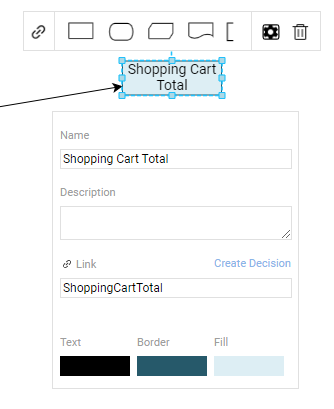 Shopping Cart
Total
Name
Shopping Cart Total
Description
Link
Create Decision
ShoppingCartTotal
Text
Border
Fill